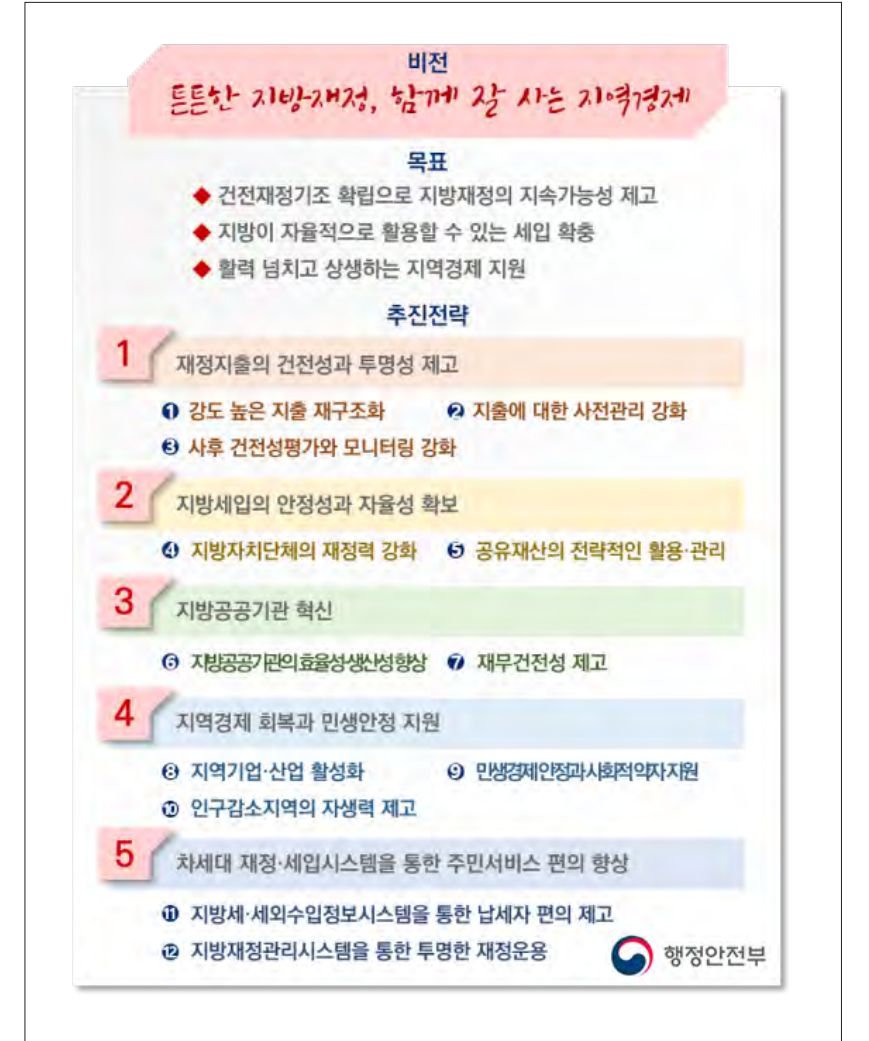 비전
튼튼한 지방재정, 함께 잘 사는 지역경제
목표
◆ 건전재정기조 확립으로 지방재정의 지속가능성 제고
◆ 지방이 자율적으로 활용할 수 있는 세입 확충
◆ 활력 넘치고 상생하는 지역경제 지원
추진전략
1 재정지출의 건전성과 투명성 제고
❶ 강도 높은 지출 재구조화 ❷ 지출에 대한 사전관리 강화
❸ 사후 건전성평가와 모니터링 강화
2 지방세입의 안정성과 자율성 확보
❹ 지방자치단체의 재정력 강화 ❺ 공유재산의 전략적인 활용·관리
3 지방공공기관 혁신
❻ 지방공공기관의 효율성·생산성 향상 ❼ 재무건전성 제고
4 지역경제 회복과 민생안정 지원
❽ 지역기업·산업 활성화 ❾ 민생경제 안정과 사회적 약자 지원
❿ 인구감소지역의 자생력 제고
5 차세대 재정·세입시스템을 통한 주민서비스 편의 향상
⓫ 지방세·세외수입정보시스템을 통한 납세자 편의 제고
⓬ 지방재정관리시스템을 통한 투명한 재정운용
행정안전부